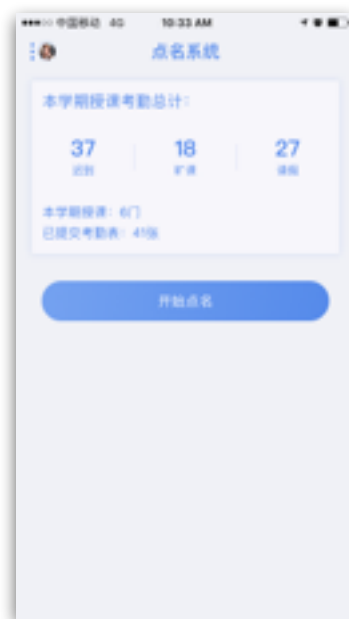 中国移动 4G 10:33 AM
点名系统
本学期授课考勤总计：
37 18 27
迟到 旷课 请假
本学期授课：6门
已提交考勤表：41张
开始点名